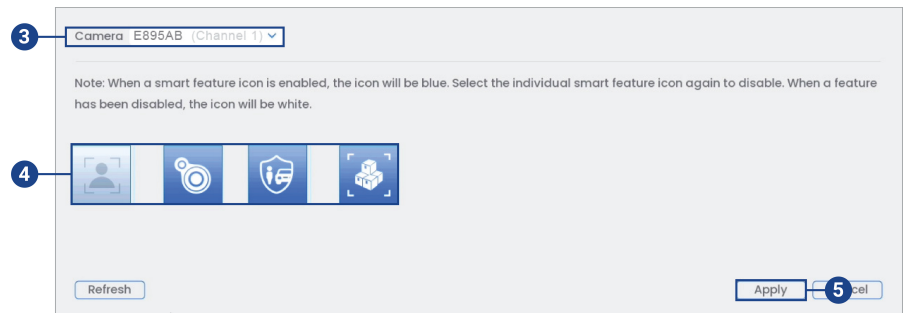 3 Camera E895AB (Channel 1)
Note: When a smart feature icon is enabled, the icon will be blue. Select the individual smart feature icon again to disable. When a feature
has been disabled, the icon will be white.
4
Refresh Apply 5 cel